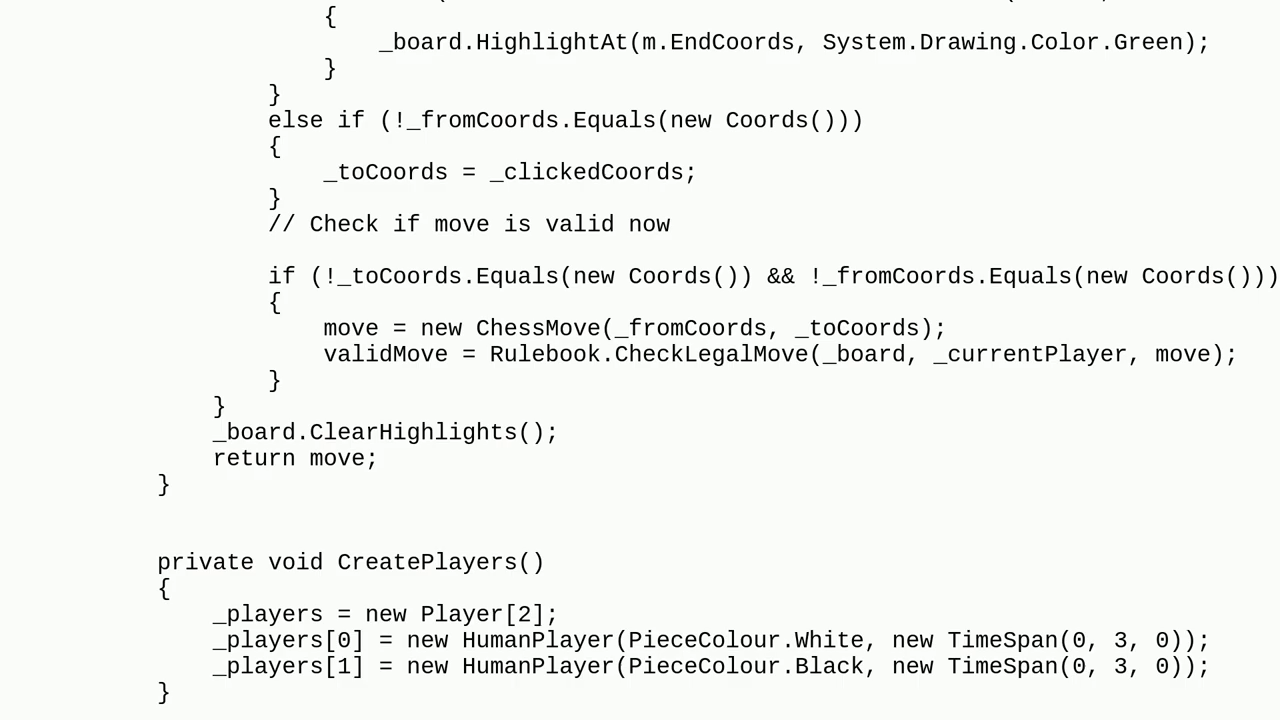 {
_board.HighlightAt(m.EndCoords, System.Drawing.Color.Green);
}
}
else if (!_fromCoords.Equals(new Coords()))
{
_toCoords = _clickedCoords;
}
// Check if move is valid now
if (!_toCoords.Equals(new Coords()) && !_fromCoords.Equals(new Coords()))
{
move = new ChessMove(_fromCoords, _toCoords);
validMove = Rulebook.CheckLegalMove(_board, _currentPlayer, move);
}
}
_board.ClearHighlights();
return move;
}
private void CreatePlayers()
{
_players = new Player[2];
_players[0] = new HumanPlayer(PieceColour.White, new TimeSpan(0, 3, 0));
_players[1] = new HumanPlayer(PieceColour.Black, new TimeSpan(0, 3, 0));
}